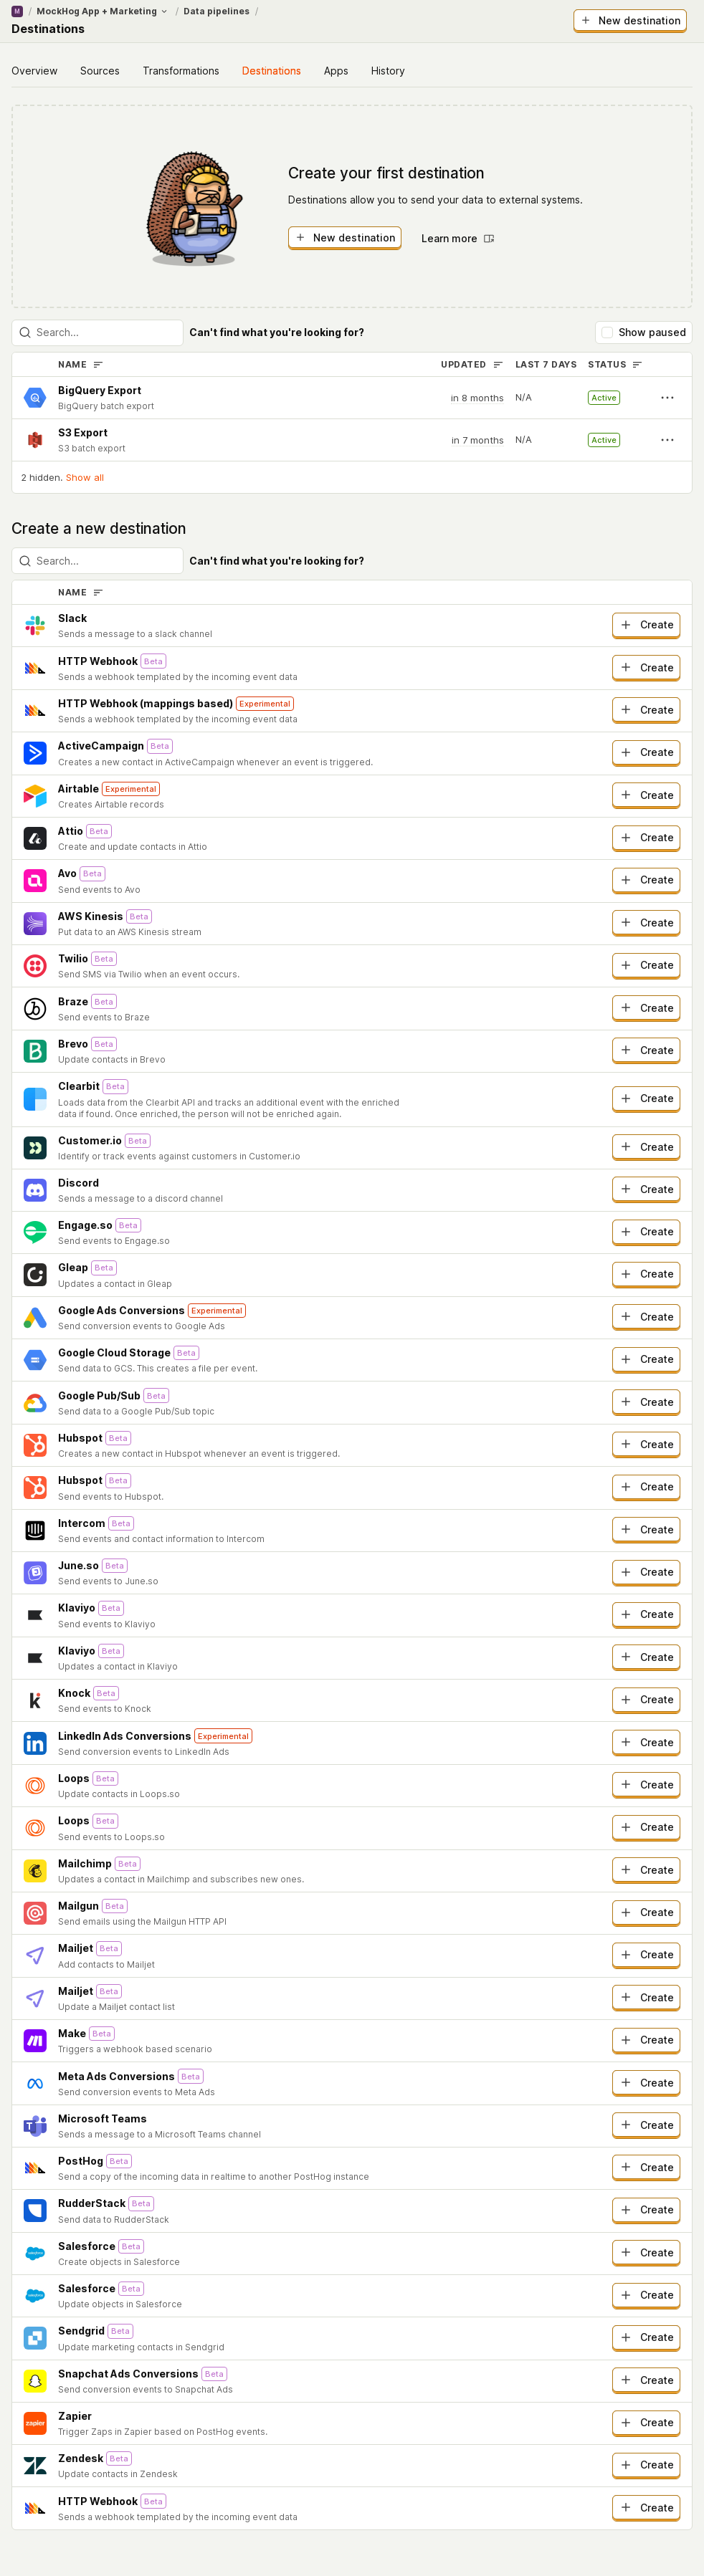 M / MockHog App + Marketing / Data pipelines /
Destinations
New destination
Overview Sources Transformations Destinations Apps History
Create your first destination
Destinations allow you to send your data to external systems.
New destination Learn more
Search...
Can't find what you're looking for?
Show paused
NAME UPDATED LAST 7 DAYS STATUS
BigQuery Export
BigQuery batch export
in 8 months N/A Active
S3 Export
S3 batch export
in 7 months N/A Active
2 hidden. Show all
Create a new destination
Search...
Can't find what you're looking for?
NAME
Slack
Sends a message to a slack channel
Create
HTTP Webhook Beta
Sends a webhook templated by the incoming event data
Create
HTTP Webhook (mappings based) Experimental
Sends a webhook templated by the incoming event data
Create
ActiveCampaign Beta
Creates a new contact in ActiveCampaign whenever an event is triggered.
Create
Airtable Experimental
Creates Airtable records
Create
Attio Beta
Create and update contacts in Attio
Create
Avo Beta
Send events to Avo
Create
AWS Kinesis Beta
Put data to an AWS Kinesis stream
Create
Twilio Beta
Send SMS via Twilio when an event occurs.
Create
Braze Beta
Send events to Braze
Create
Brevo Beta
Update contacts in Brevo
Create
Clearbit Beta
Loads data from the Clearbit API and tracks an additional event with the enriched
data if found. Once enriched, the person will not be enriched again.
Create
Customer.io Beta
Identify or track events against customers in Customer.io
Create
Discord
Sends a message to a discord channel
Create
Engage.so Beta
Send events to Engage.so
Create
Gleap Beta
Updates a contact in Gleap
Create
Google Ads Conversions Experimental
Send conversion events to Google Ads
Create
Google Cloud Storage Beta
Send data to GCS. This creates a file per event.
Create
Google Pub/Sub Beta
Send data to a Google Pub/Sub topic
Create
Hubspot Beta
Creates a new contact in Hubspot whenever an event is triggered.
Create
Hubspot Beta
Send events to Hubspot.
Create
Intercom Beta
Send events and contact information to Intercom
Create
June.so Beta
Send events to June.so
Create
Klaviyo Beta
Send events to Klaviyo
Create
Klaviyo Beta
Updates a contact in Klaviyo
Create
Knock Beta
Send events to Knock
Create
LinkedIn Ads Conversions Experimental
Send conversion events to LinkedIn Ads
Create
Loops Beta
Update contacts in Loops.so
Create
Loops Beta
Send events to Loops.so
Create
Mailchimp Beta
Updates a contact in Mailchimp and subscribes new ones.
Create
Mailgun Beta
Send emails using the Mailgun HTTP API
Create
Mailjet Beta
Add contacts to Mailjet
Create
Mailjet Beta
Update a Mailjet contact list
Create
Make Beta
Triggers a webhook based scenario
Create
Meta Ads Conversions Beta
Send conversion events to Meta Ads
Create
Microsoft Teams
Sends a message to a Microsoft Teams channel
Create
PostHog Beta
Send a copy of the incoming data in realtime to another PostHog instance
Create
RudderStack Beta
Send data to RudderStack
Create
Salesforce Beta
Create objects in Salesforce
Create
Salesforce Beta
Update objects in Salesforce
Create
Sendgrid Beta
Update marketing contacts in Sendgrid
Create
Snapchat Ads Conversions Beta
Send conversion events to Snapchat Ads
Create
Zapier
Trigger Zaps in Zapier based on PostHog events.
Create
Zendesk Beta
Update contacts in Zendesk
Create
HTTP Webhook Beta
Sends a webhook templated by the incoming event data
Create